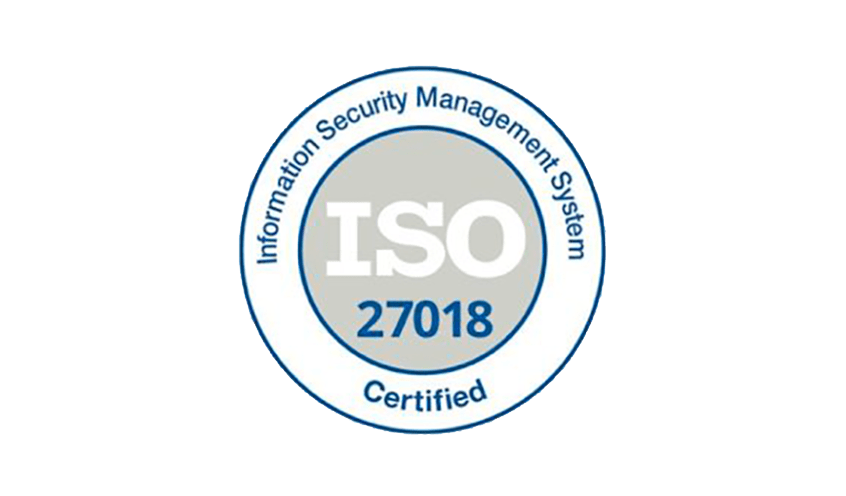 Information Security Management System
ISO
27018
Certified